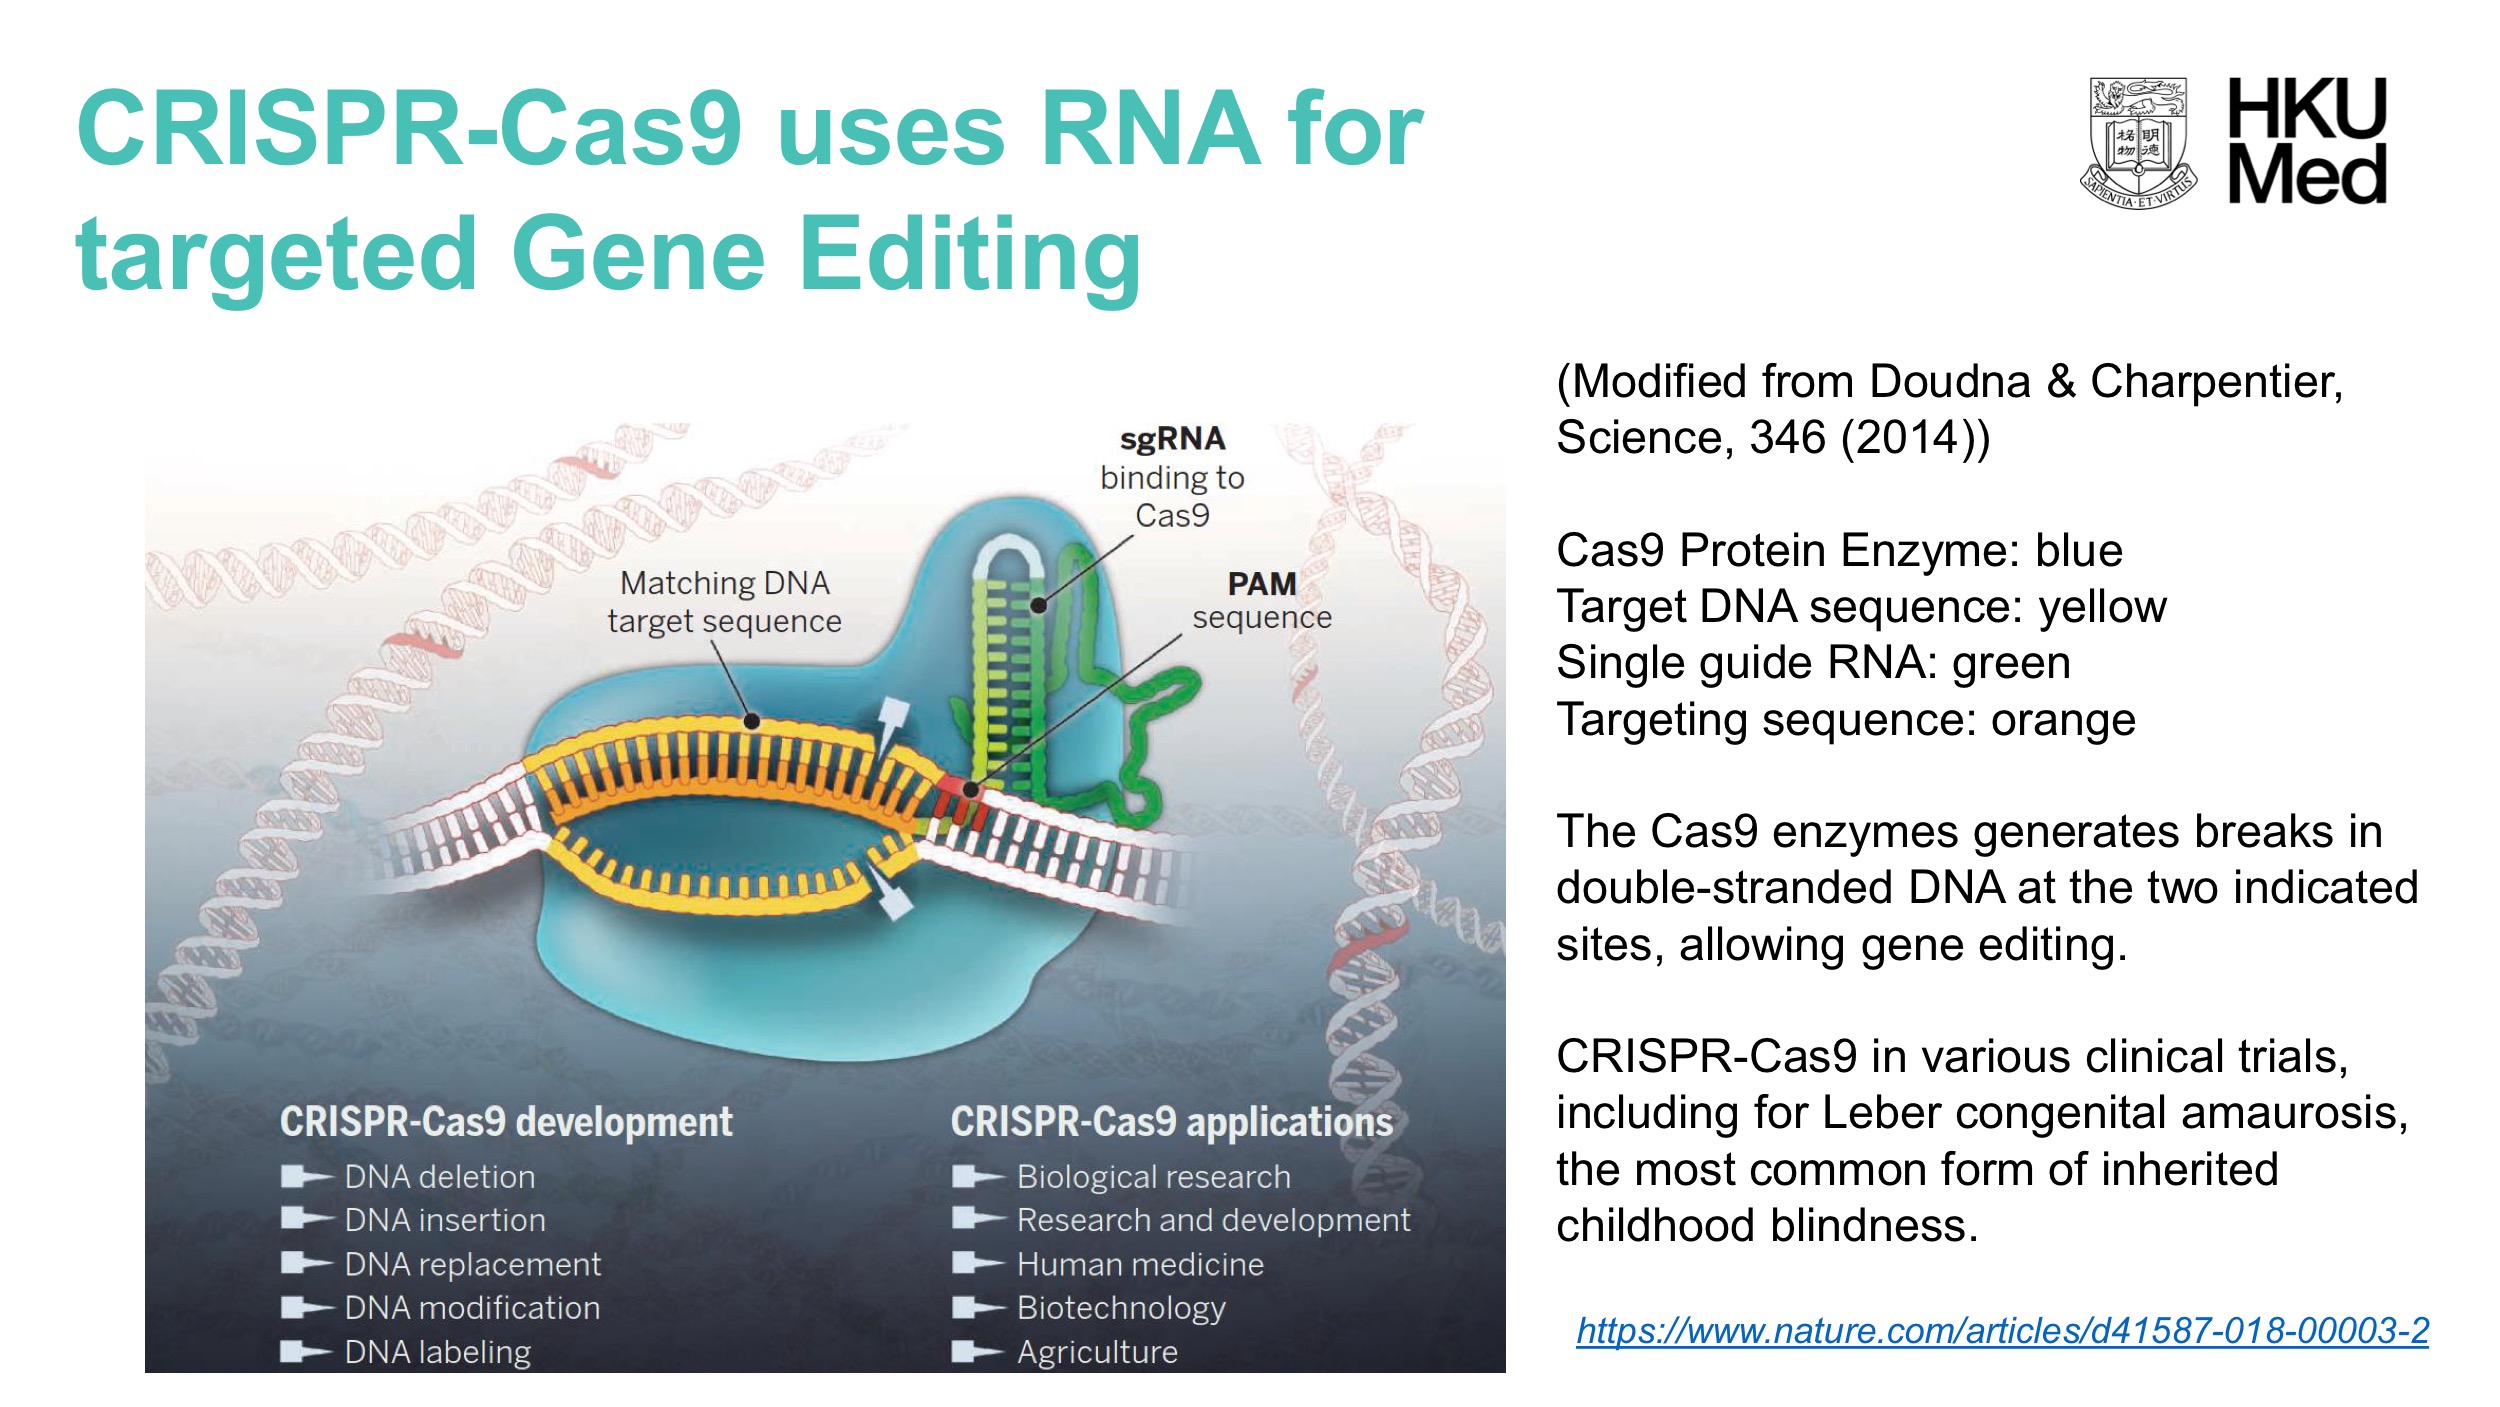 CRISPR-Cas9 uses RNA for
targeted Gene Editing
HKU
Med
明德
格物
SAPIENTIA·ET·VIRTUS
sgRNA
binding to
Cas9
PAM
sequence
Matching DNA
target sequence
CRISPR-Cas9 development
DNA deletion
DNA insertion
DNA replacement
DNA modification
DNA labeling
CRISPR-Cas9 applications
Biological research
Research and development
Human medicine
Biotechnology
Agriculture
(Modified from Doudna & Charpentier,
Science, 346 (2014))
Cas9 Protein Enzyme: blue
Target DNA sequence: yellow
Single guide RNA: green
Targeting sequence: orange
The Cas9 enzymes generates breaks in
double-stranded DNA at the two indicated
sites, allowing gene editing.
CRISPR-Cas9 in various clinical trials,
including for Leber congenital amaurosis,
the most common form of inherited
childhood blindness.
https://www.nature.com/articles/d41587-018-00003-2